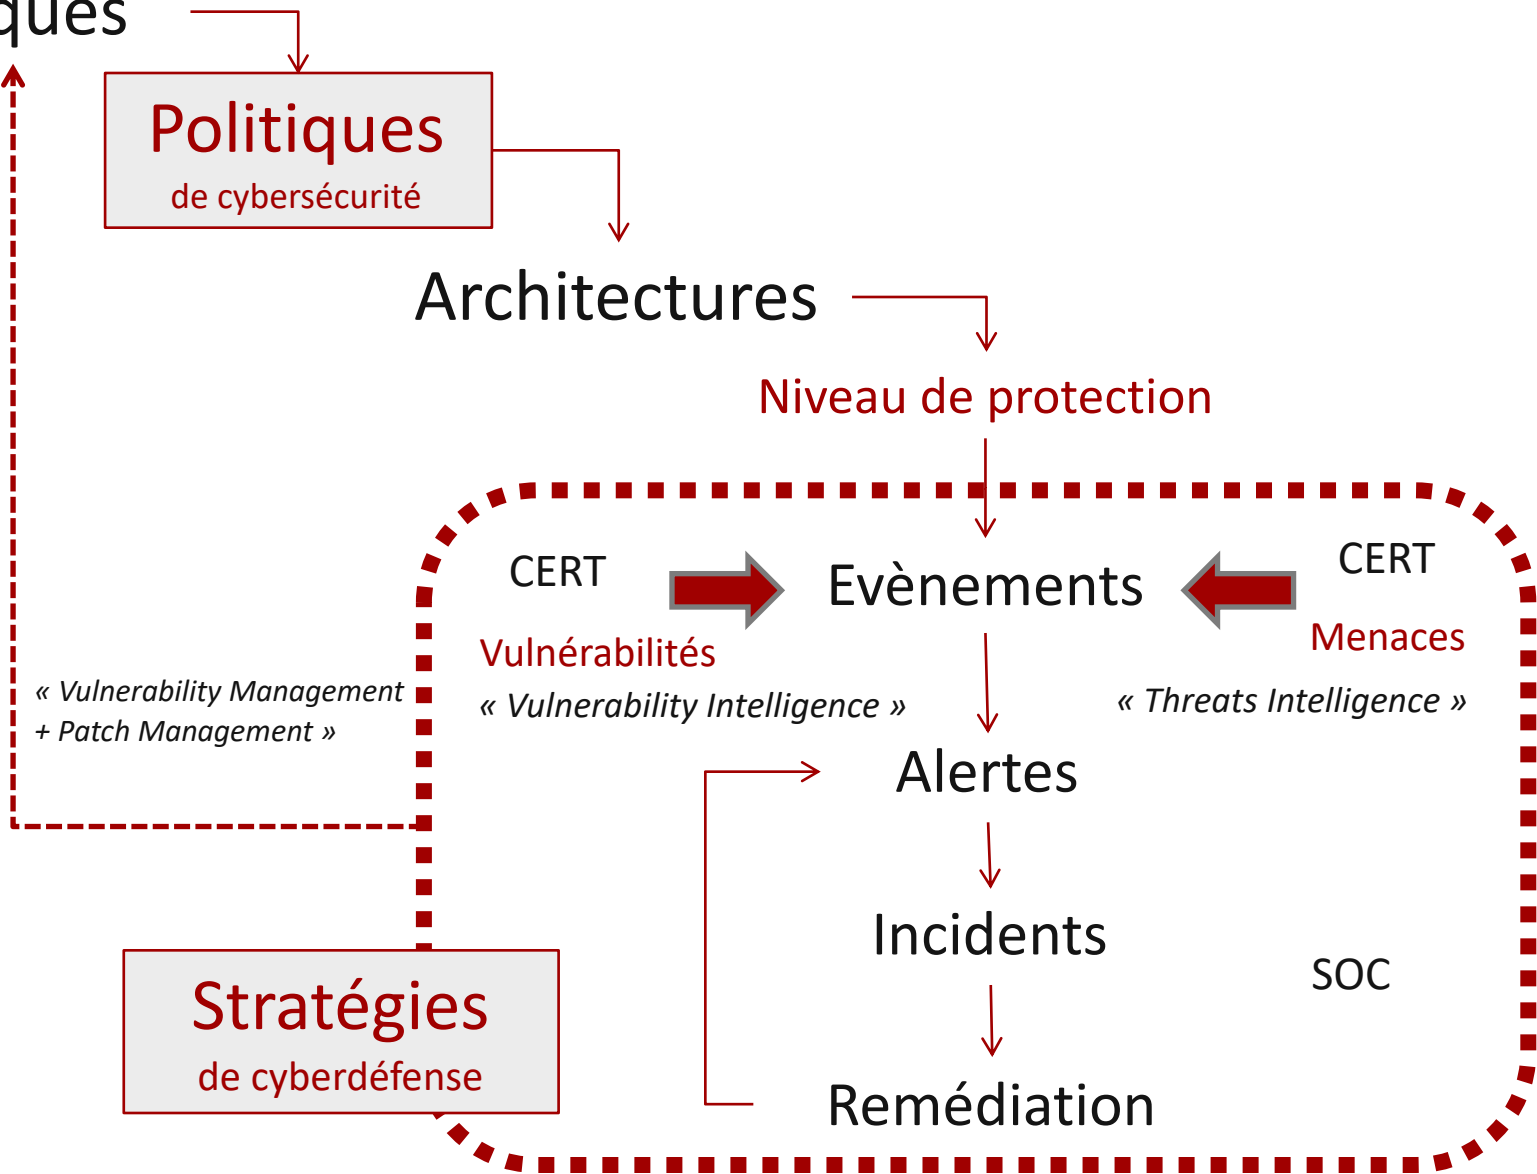 Politiques
de cybersécurité
Architectures
Niveau de protection
CERT
Evènements
CERT
Vulnérabilités
Menaces
« Vulnerability Management
+ Patch Management »
« Vulnerability Intelligence »
« Threats Intelligence »
Alertes
Incidents
SOC
Stratégies
de cyberdéfense
Remédiation